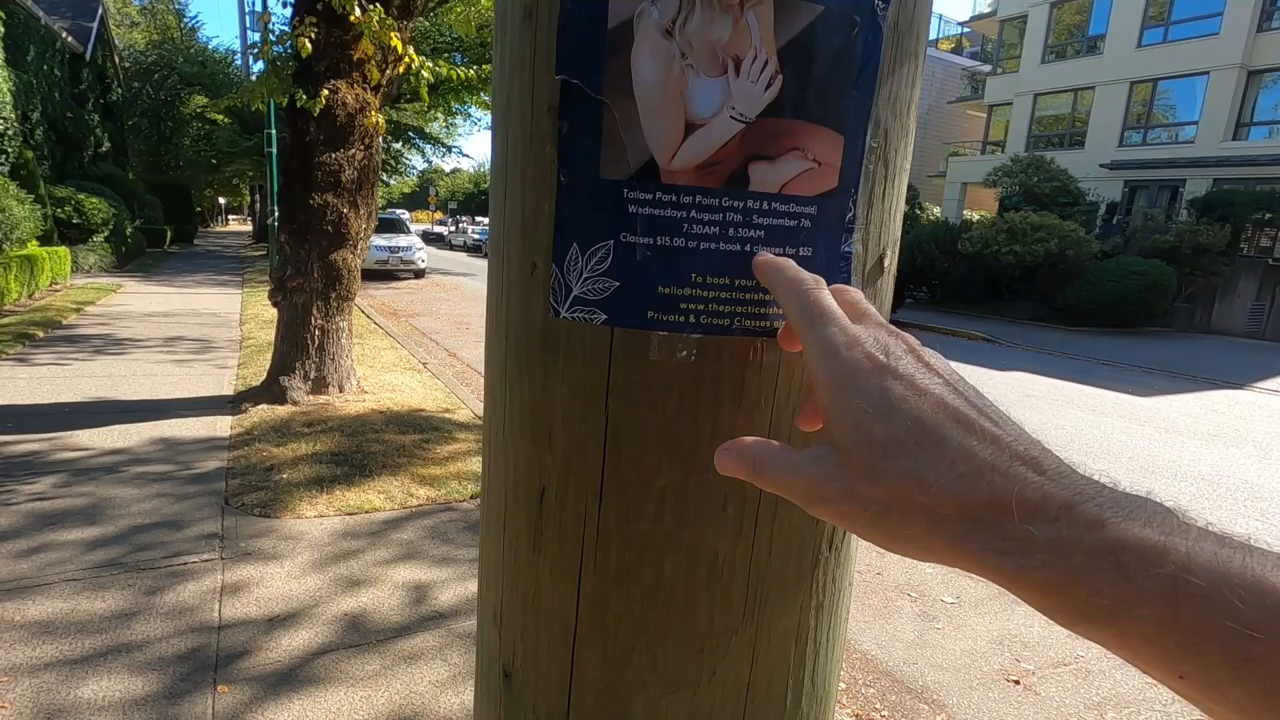 Tatlow Park (at Point Grey Rd & MacDonald)
Wednesdays August 17th - September 7th
7:30AM - 8:30AM
Classes $15.00 or pre-book 4 classes for $52
To book your
hello@thepracticeisher
www.thepracticeishe
Private & Group Classes al